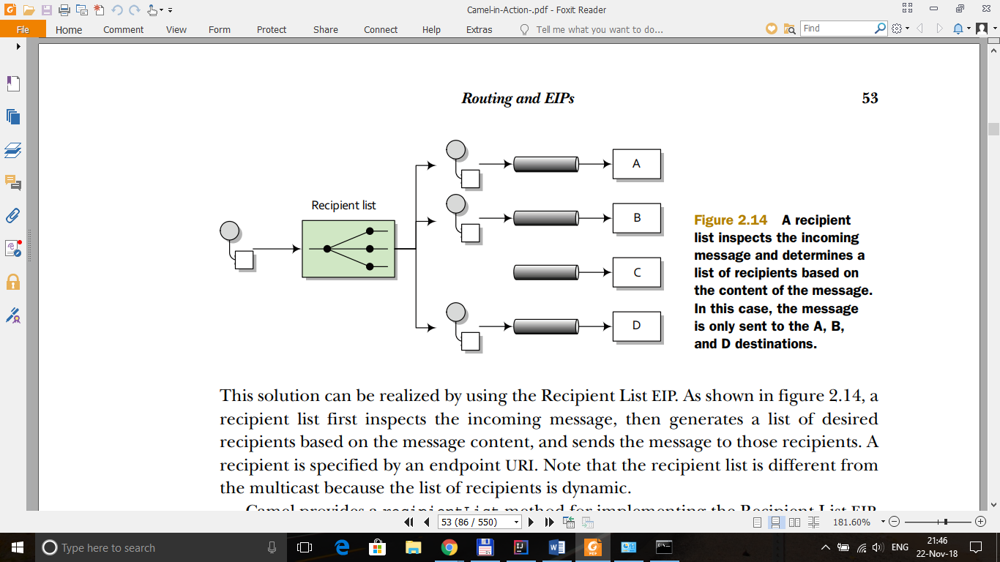 Camel-in-Action-.pdf - Foxit Reader
File Home Comment View Form Protect Share Connect Help Extras Tell me what you want to do... Find
Routing and EIPs 53
A
Recipient list
B
C
D
Figure 2.14 A recipient
list inspects the incoming
message and determines a
list of recipients based on
the content of the message.
In this case, the message
is only sent to the A, B,
and D destinations.
This solution can be realized by using the Recipient List EIP. As shown in figure 2.14, a
recipient list first inspects the incoming message, then generates a list of desired
recipients based on the message content, and sends the message to those recipients. A
recipient is specified by an endpoint URI. Note that the recipient list is different from
the multicast because the list of recipients is dynamic.
Camel provides a recipientList method for implementing the Recipient List EIP.
53 (86 / 550) 181.60%
Type here to search ENG 21:46
22-Nov-18